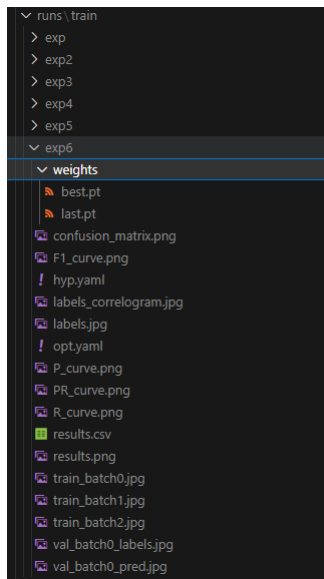 runs\train
exp
exp2
exp3
exp4
exp5
exp6
weights
best.pt
last.pt
confusion_matrix.png
F1_curve.png
hyp.yaml
labels_correlogram.jpg
labels.jpg
opt.yaml
P_curve.png
PR_curve.png
R_curve.png
results.csv
results.png
train_batch0.jpg
train_batch1.jpg
train_batch2.jpg
val_batch0_labels.jpg
val_batch0_pred.jpg